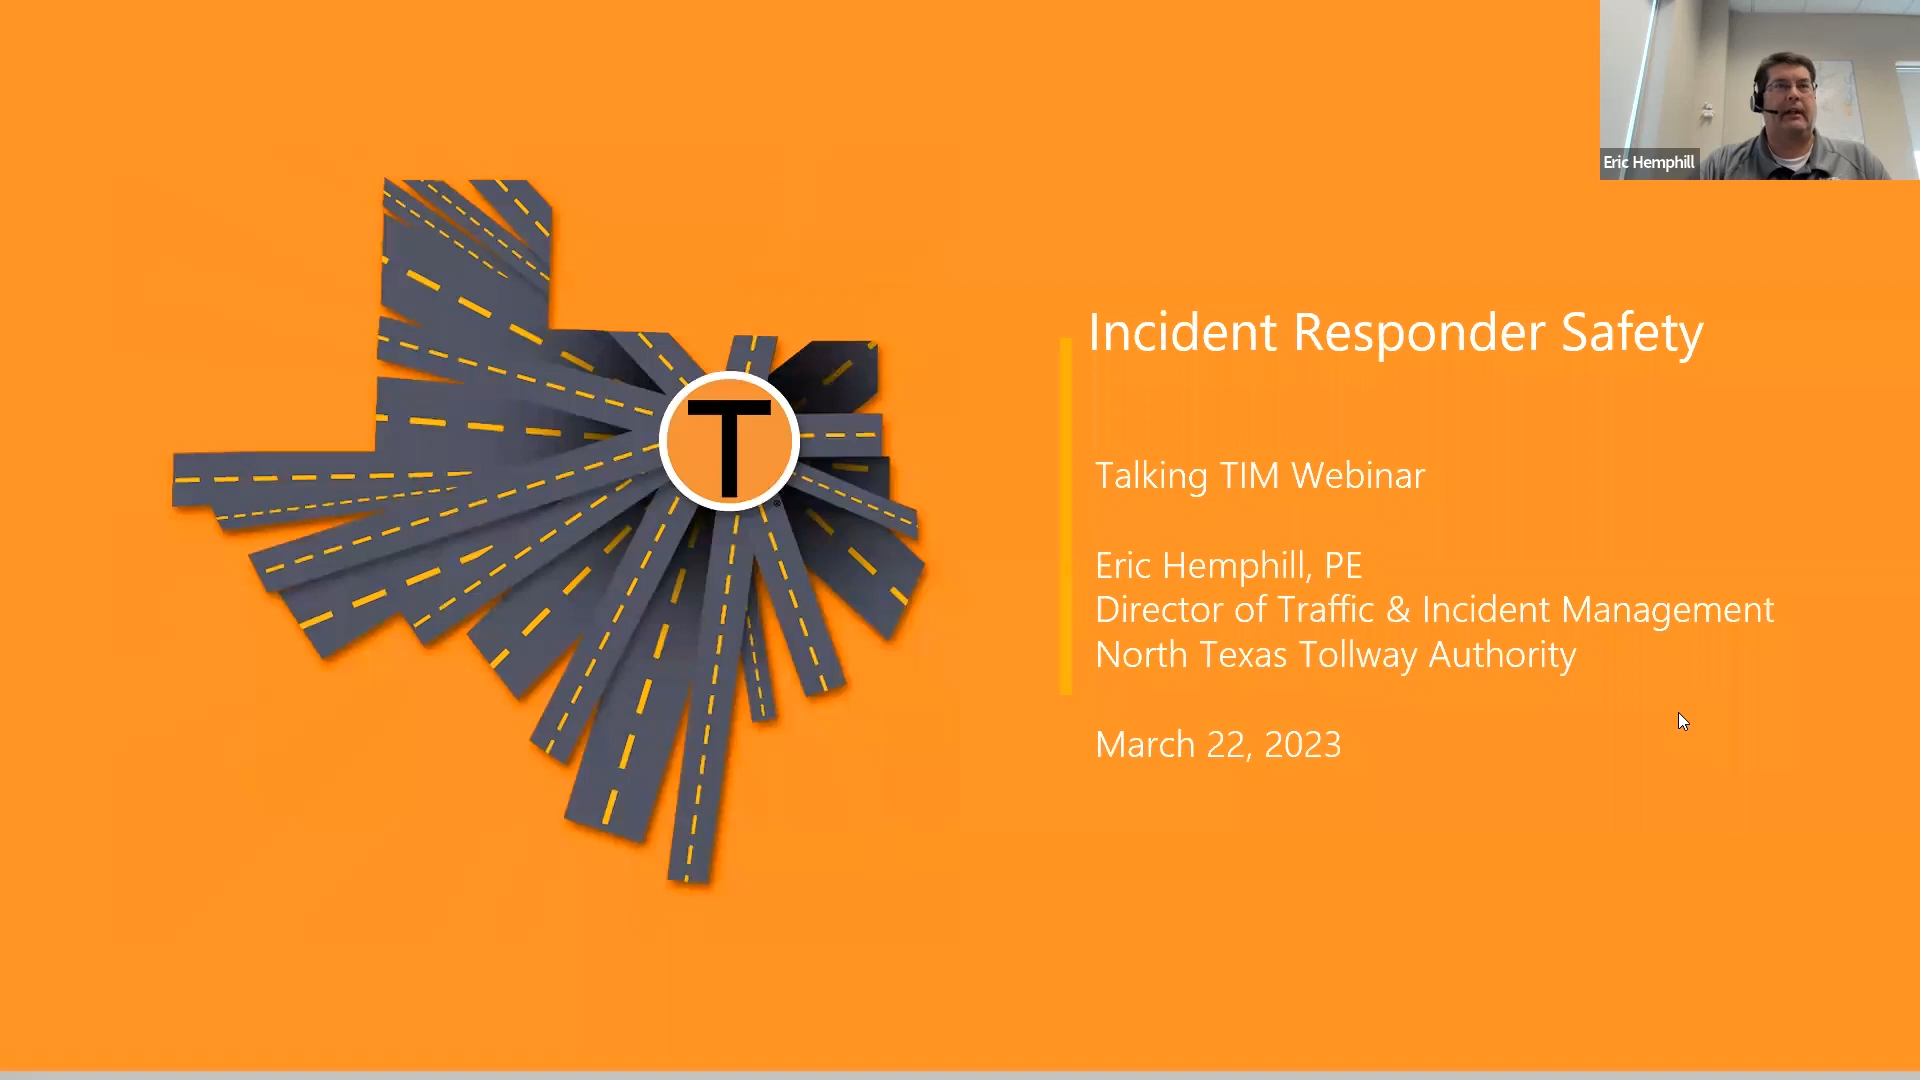 Eric Hemphill
T
Incident Responder Safety
Talking TIM Webinar
Eric Hemphill, PE
Director of Traffic & Incident Management
North Texas Tollway Authority
March 22, 2023